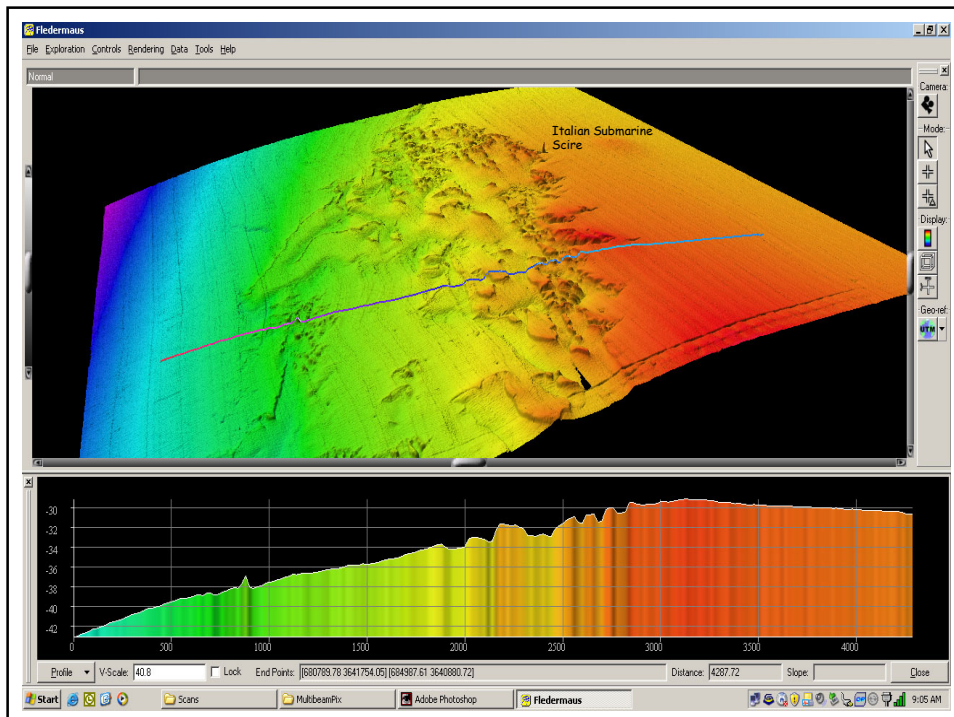 Fledermaus
File Exploration Controls Rendering Data Tools Help
Normal
Camera:
Italian Submarine
Scire
Mode:
Display:
Geo-ref:
UTM
-30
-32
-34
-36
-38
-40
-42
0 500 1000 1500 2000 2500 3000 3500 4000
Profile V-Scale: 40.8 Lock End Points: [(680789.78 3641754.05] [684987.61 3640880.72] Distance: 4287.72 Slope: Close
Start Scans MultibeamPix Adobe Photoshop Fledermaus 9:05 AM